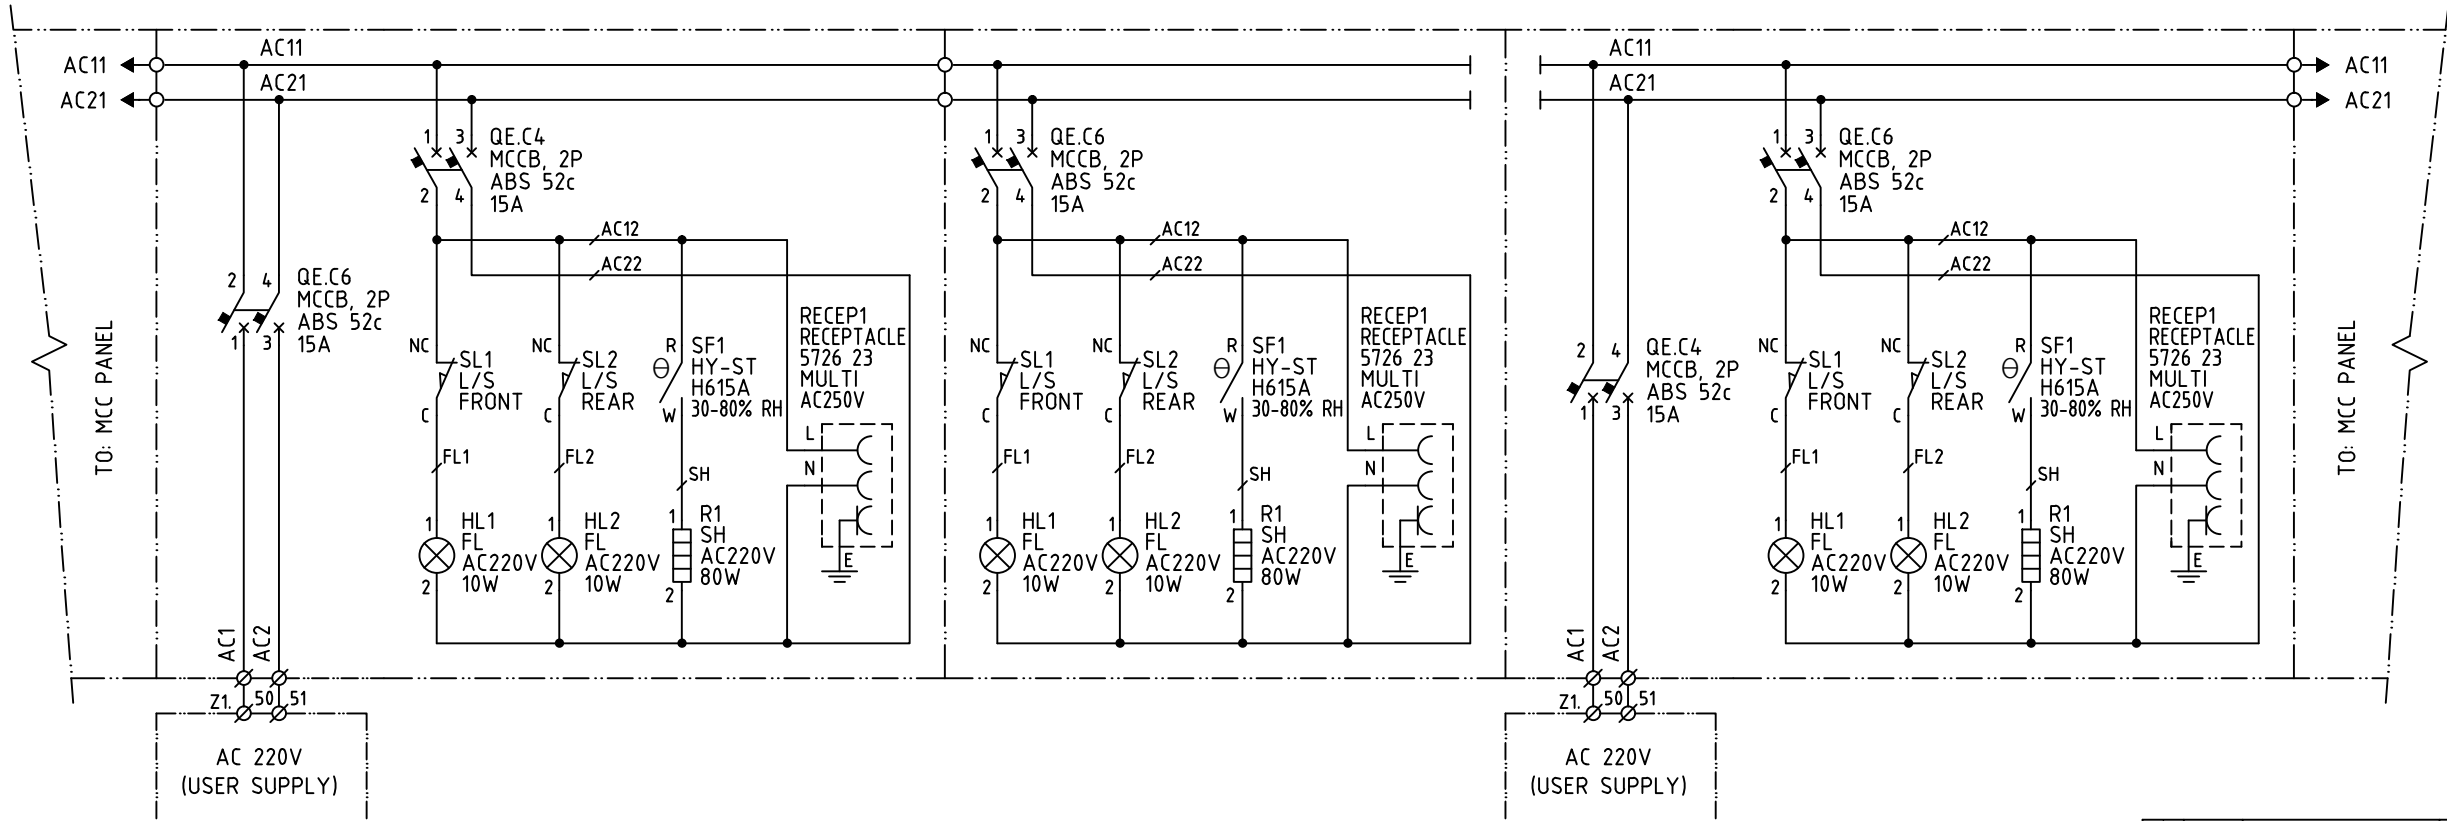 AC11
AC11
AC21
AC21
TO: MCC PANEL
2 4
QE.C6
MCCB, 2P
ABS 52c
15A
1 3
AC1
AC2
Z1. 50 51
AC 220V
(USER SUPPLY)
1 3
QE.C4
MCCB, 2P
ABS 52c
15A
2 4
AC12
AC22
NC
SL1
L/S
FRONT
C
FL1
1
HL1
FL
AC220V
10W
2
NC
SL2
L/S
REAR
C
FL2
1
HL2
FL
AC220V
10W
2
R
SF1
HY-ST
H615A
30-80% RH
W
SH
1
R1
SH
AC220V
80W
2
RECEP1
RECEPTACLE
5726 23
MULTI
AC250V
L
N
E
1 3
QE.C6
MCCB, 2P
ABS 52c
15A
2 4
AC12
AC22
NC
SL1
L/S
FRONT
C
FL1
1
HL1
FL
AC220V
10W
2
NC
SL2
L/S
REAR
C
FL2
1
HL2
FL
AC220V
10W
2
R
SF1
HY-ST
H615A
30-80% RH
W
SH
1
R1
SH
AC220V
80W
2
RECEP1
RECEPTACLE
5726 23
MULTI
AC250V
L
N
E
AC11
AC21
2 4
QE.C4
MCCB, 2P
ABS 52c
15A
1 3
AC1
AC2
Z1. 50 51
AC 220V
(USER SUPPLY)
1 3
QE.C6
MCCB, 2P
ABS 52c
15A
2 4
AC12
AC22
NC
SL1
L/S
FRONT
C
FL1
1
HL1
FL
AC220V
10W
2
NC
SL2
L/S
REAR
C
FL2
1
HL2
FL
AC220V
10W
2
R
SF1
HY-ST
H615A
30-80% RH
W
SH
1
R1
SH
AC220V
80W
2
RECEP1
RECEPTACLE
5726 23
MULTI
AC250V
L
N
E
AC11
AC21
TO: MCC PANEL